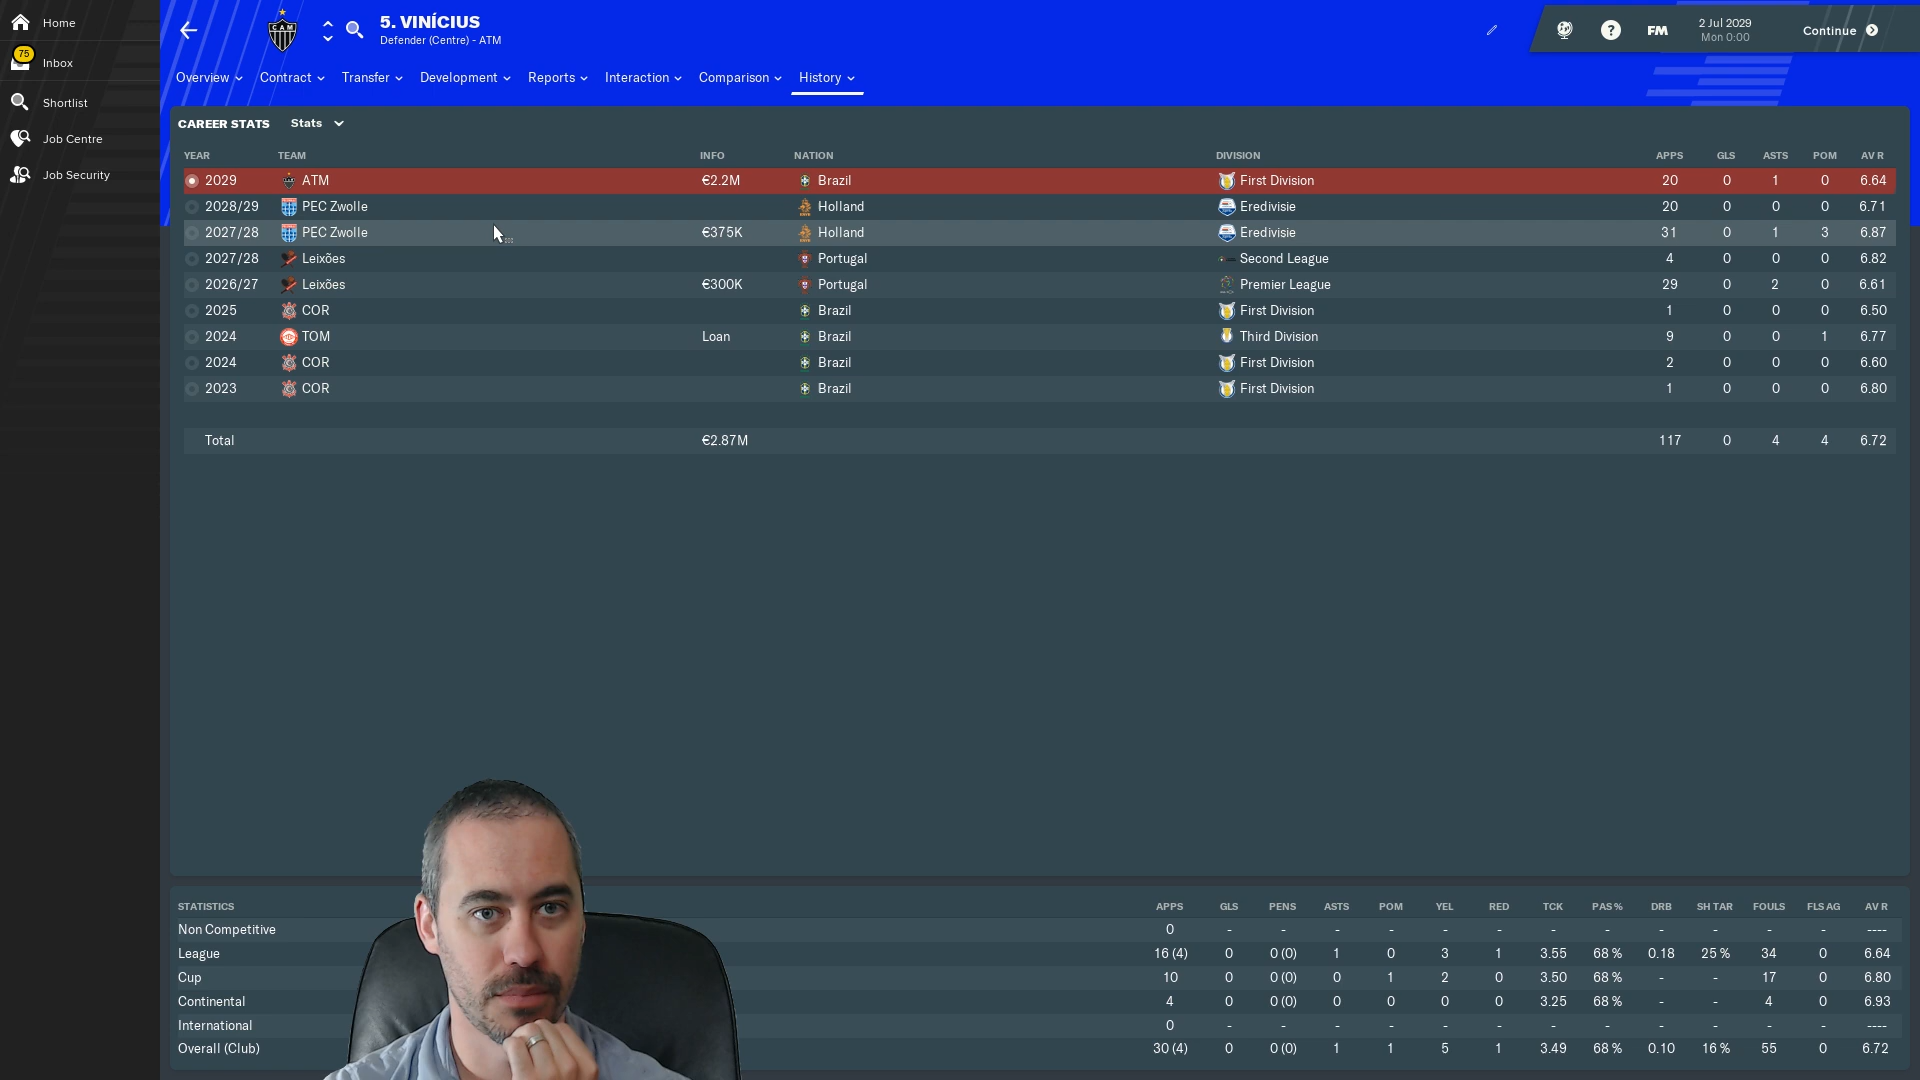 Home
75
Inbox
Shortlist
Job Centre
Job Security
CAM
5. VINÍCIUS
Defender (Centre) - ATM
?
FM
2 Jul 2029
Mon 0:00
Continue
Overview Contract Transfer Development Reports Interaction Comparison History
CAREER STATS Stats
YEAR TEAM INFO NATION DIVISION APPS GLS ASTS POM AV R
2029 ATM €2.2M Brazil First Division 20 0 1 0 6.64
2028/29 PEC Zwolle Holland Eredivisie 20 0 0 0 6.71
2027/28 PEC Zwolle €375K Holland Eredivisie 31 0 1 3 6.87
2027/28 Leixões Portugal Second League 4 0 0 0 6.82
2026/27 Leixões €300K Portugal Premier League 29 0 2 0 6.61
2025 COR Brazil First Division 1 0 0 0 6.50
2024 TOM Loan Brazil Third Division 9 0 0 1 6.77
2024 COR Brazil First Division 2 0 0 0 6.60
2023 COR Brazil First Division 1 0 0 0 6.80
Total €2.87M 117 0 4 4 6.72
STATISTICS APPS GLS PENS ASTS POM YEL RED TCK PAS % DRB SH TAR FOULS FLS AG AV R
Non Competitive 0 - - - - - - - - - - - - ----
League 16 (4) 0 0 (0) 1 0 3 1 3.55 68 % 0.18 25 % 34 0 6.64
Cup 10 0 0 (0) 0 1 2 0 3.50 68 % - - 17 0 6.80
Continental 4 0 0 (0) 0 0 0 0 3.25 68 % - - 4 0 6.93
International 0 - - - - - - - - - - - - ----
Overall (Club) 30 (4) 0 0 (0) 1 1 5 1 3.49 68 % 0.10 16 % 55 0 6.72